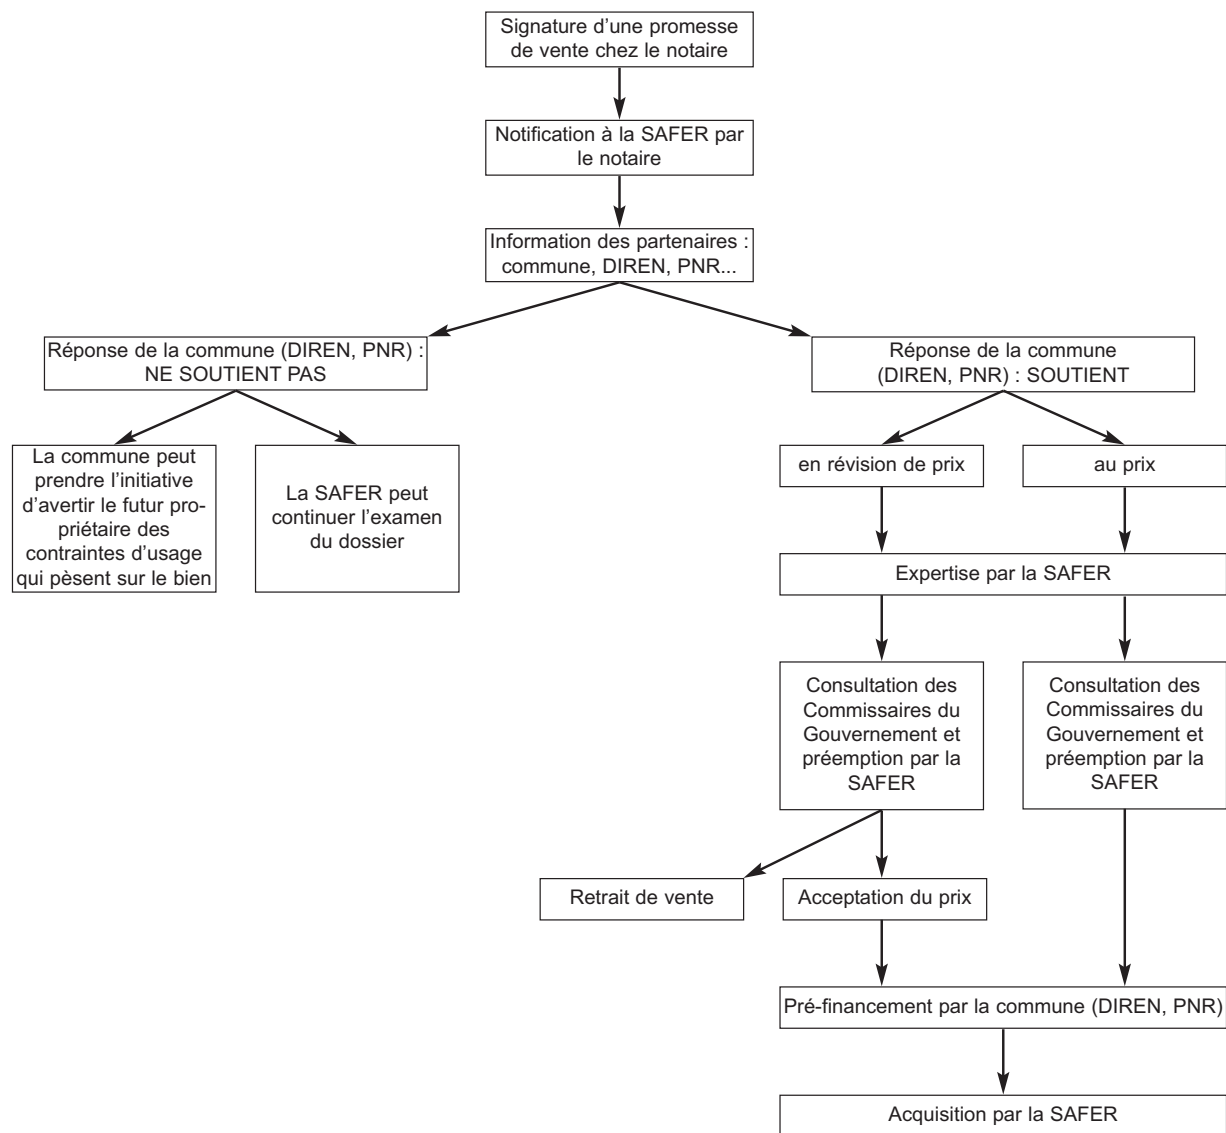 Signature d'une promesse
de vente chez le notaire
Notification à la SAFER par
le notaire
Information des partenaires :
commune, DIREN, PNR...
Réponse de la commune (DIREN, PNR) :
NE SOUTIENT PAS
Réponse de la commune
(DIREN, PNR) : SOUTIENT
La commune peut
prendre l'initiative
d'avertir le futur pro-
priétaire des
contraintes d'usage
qui pèsent sur le bien
La SAFER peut
continuer l'examen
du dossier
en révision de prix
au prix
Expertise par la SAFER
Consultation des
Commissaires du
Gouvernement et
préemption par la
SAFER
Consultation des
Commissaires du
Gouvernement et
préemption par la
SAFER
Retrait de vente
Acceptation du prix
Pré-financement par la commune (DIREN, PNR)
Acquisition par la SAFER